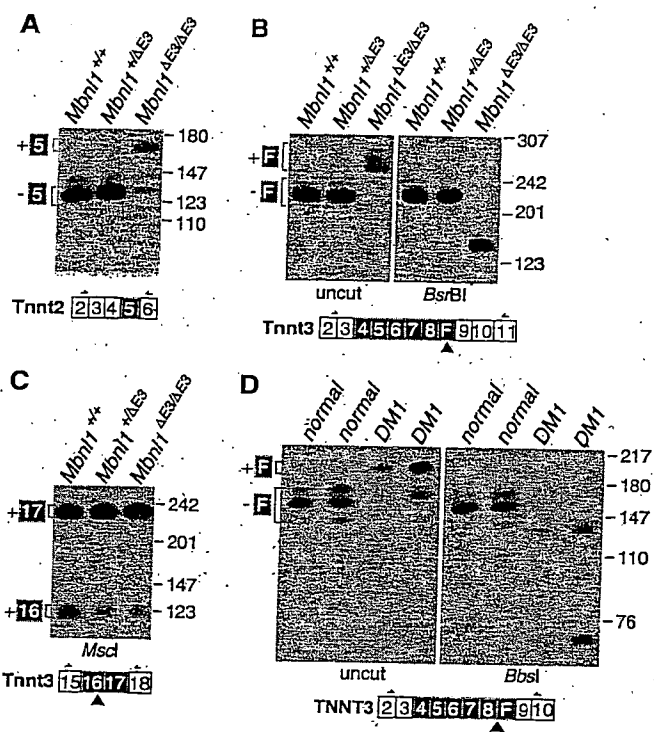 A
Mbnl1 +/+
Mbnl1 +/ΔE3
Mbnl1 ΔE3/ΔE3
+5
-5
180
147
123
110
Tnnt2 2 3 4 5 6
B
Mbnl1 +/+
Mbnl1 +/ΔE3
Mbnl1 ΔE3/ΔE3
Mbnl1 +/+
Mbnl1 +/ΔE3
Mbnl1 ΔE3/ΔE3
+F
-F
307
242
201
123
uncut
BsrBI
Tnnt3 2 3 4 5 6 7 8 F 9 10 11
C
Mbnl1 +/+
Mbnl1 +/ΔE3
Mbnl1 ΔE3/ΔE3
+17
+16
242
201
147
123
MscI
Tnnt3 15 16 17 18
D
normal
normal
DM1
DM1
normal
normal
DM1
DM1
+F
-F
217
180
147
110
76
uncut
BbsI
TNNT3 2 3 4 5 6 7 8 F 9 10